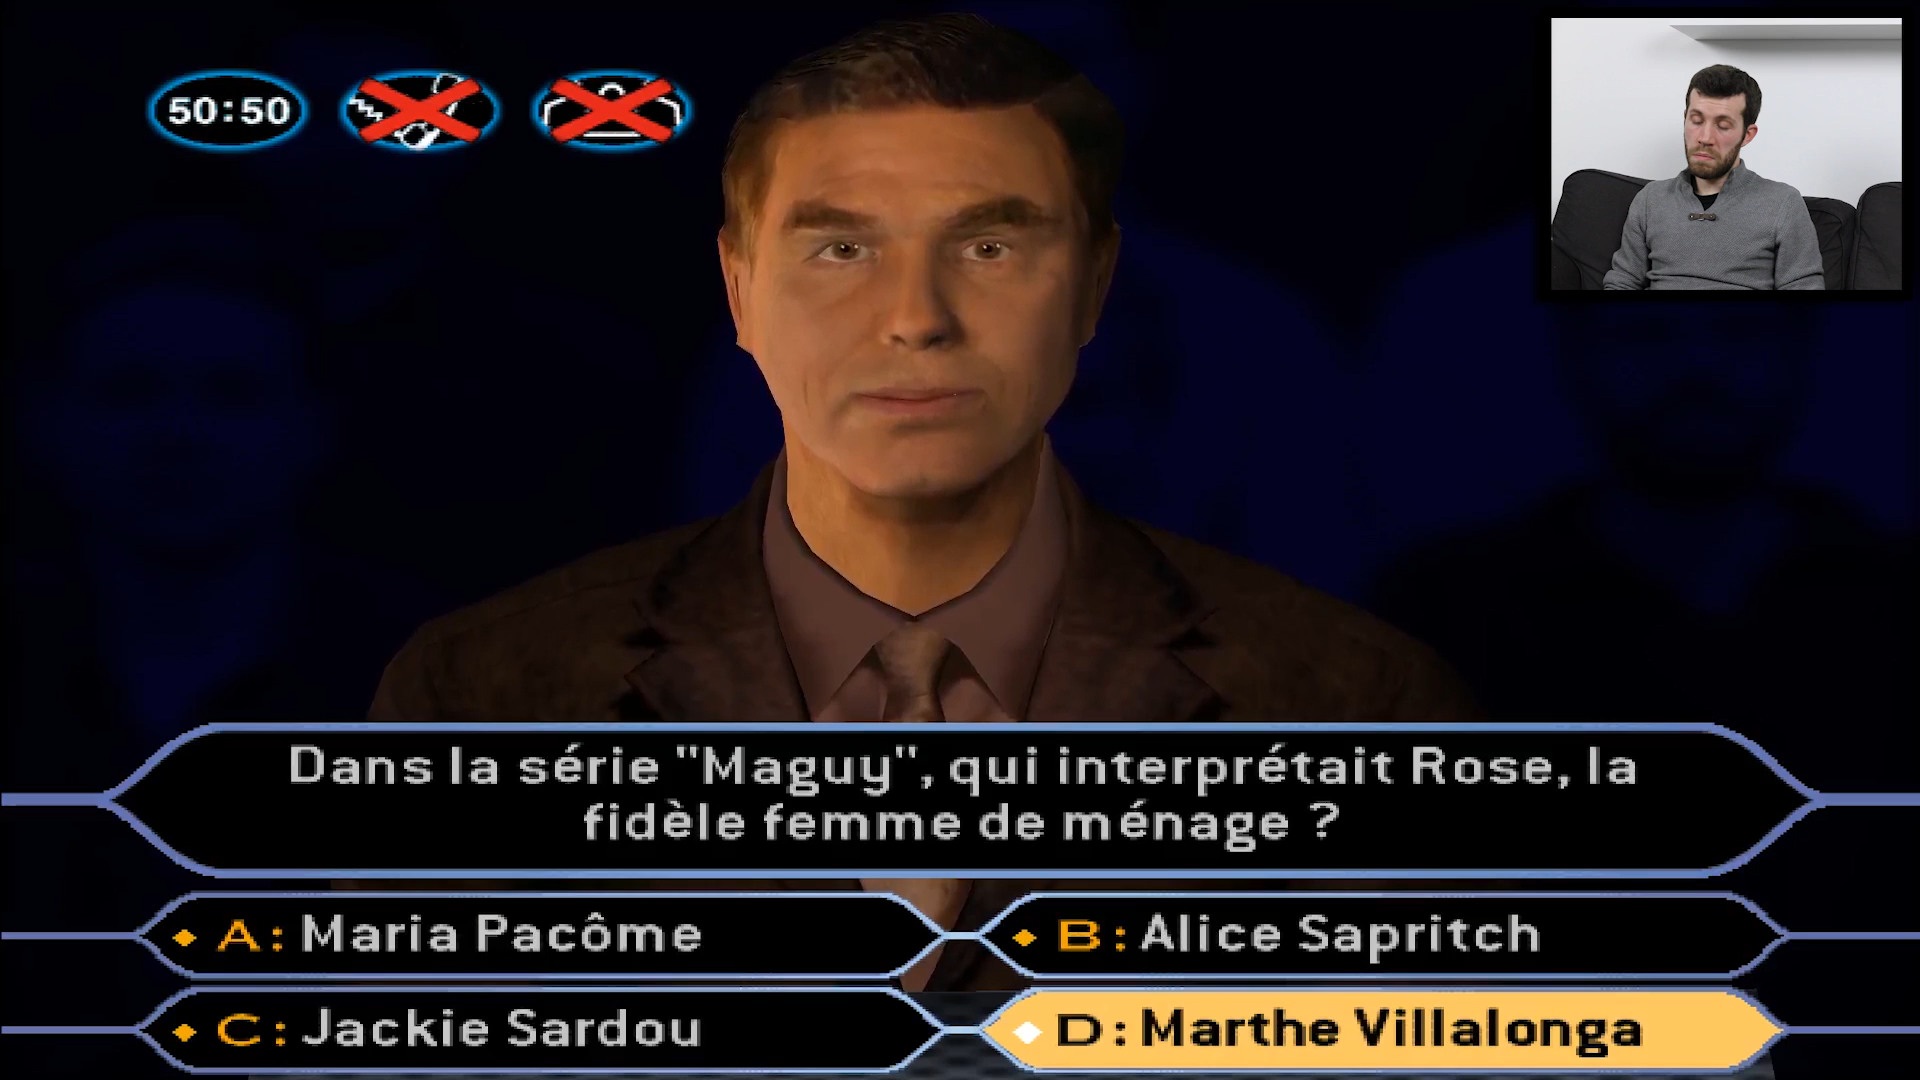 50:50
Dans la série "Maguy", qui interprétait Rose, la
fidèle femme de ménage ?
A: Maria Pacôme
B: Alice Sapritch
C: Jackie Sardou
D: Marthe Villalonga